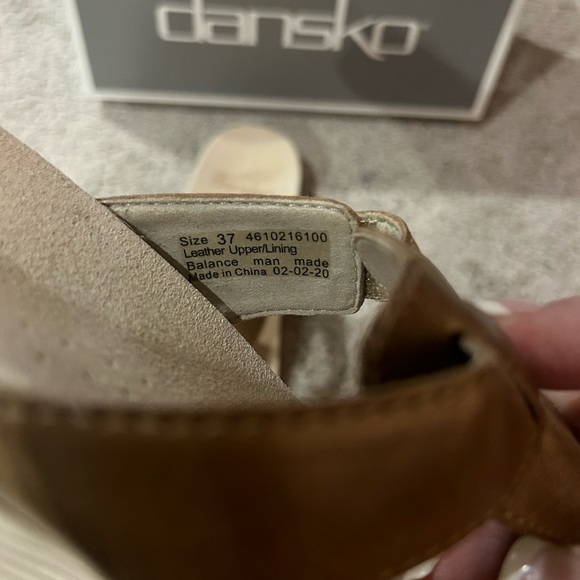 dansko
Size 37 4610216100
Leather Upper/Lining
Balance man made
Made in China 02-02-20